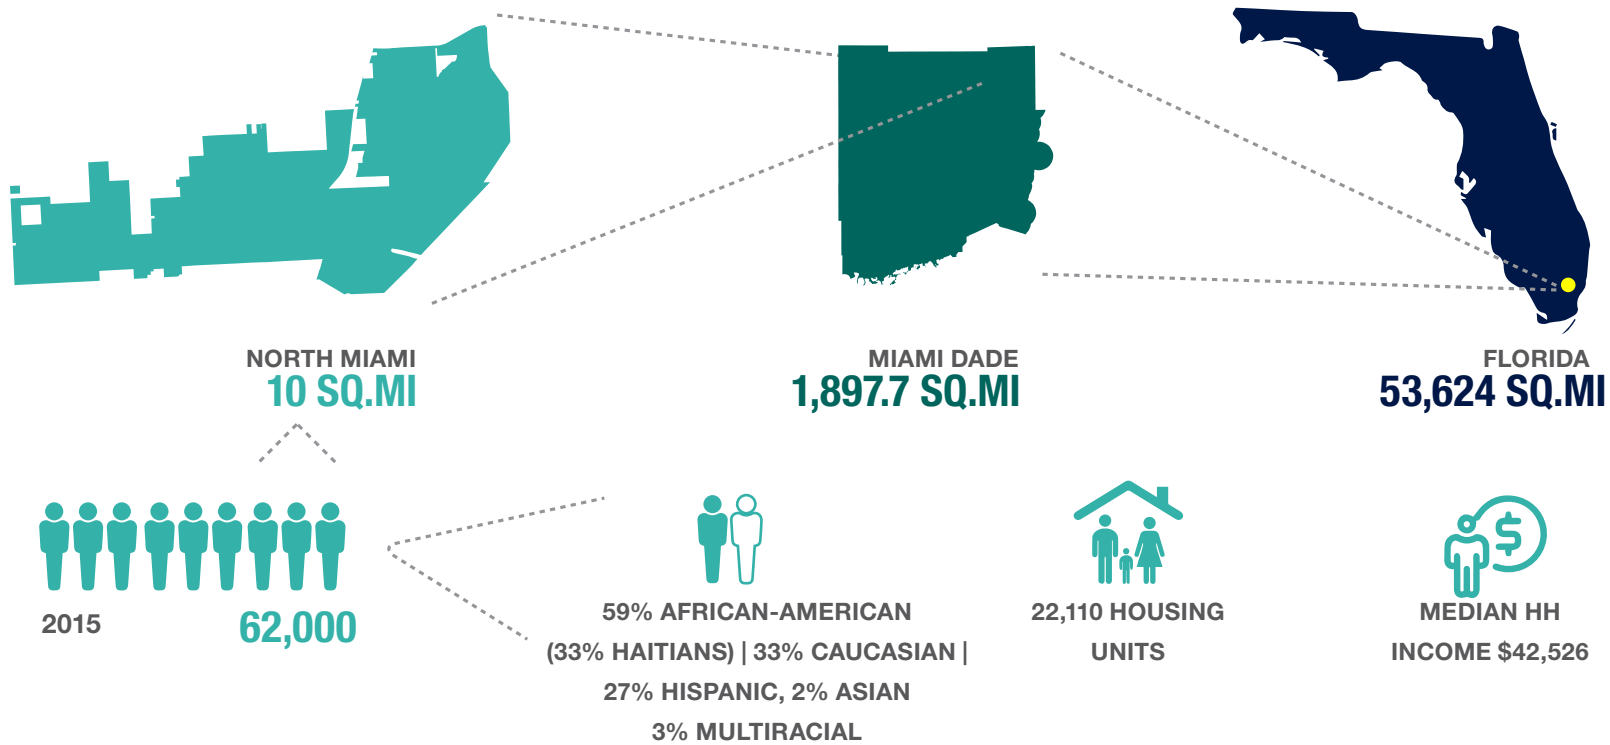 NORTH MIAMI
10 SQ.MI
MIAMI DADE
1,897.7 SQ.MI
FLORIDA
53,624 SQ.MI
2015
62,000
59% AFRICAN-AMERICAN
(33% HAITIANS) | 33% CAUCASIAN |
27% HISPANIC, 2% ASIAN
3% MULTIRACIAL
22,110 HOUSING
UNITS
$
MEDIAN HH
INCOME $42,526